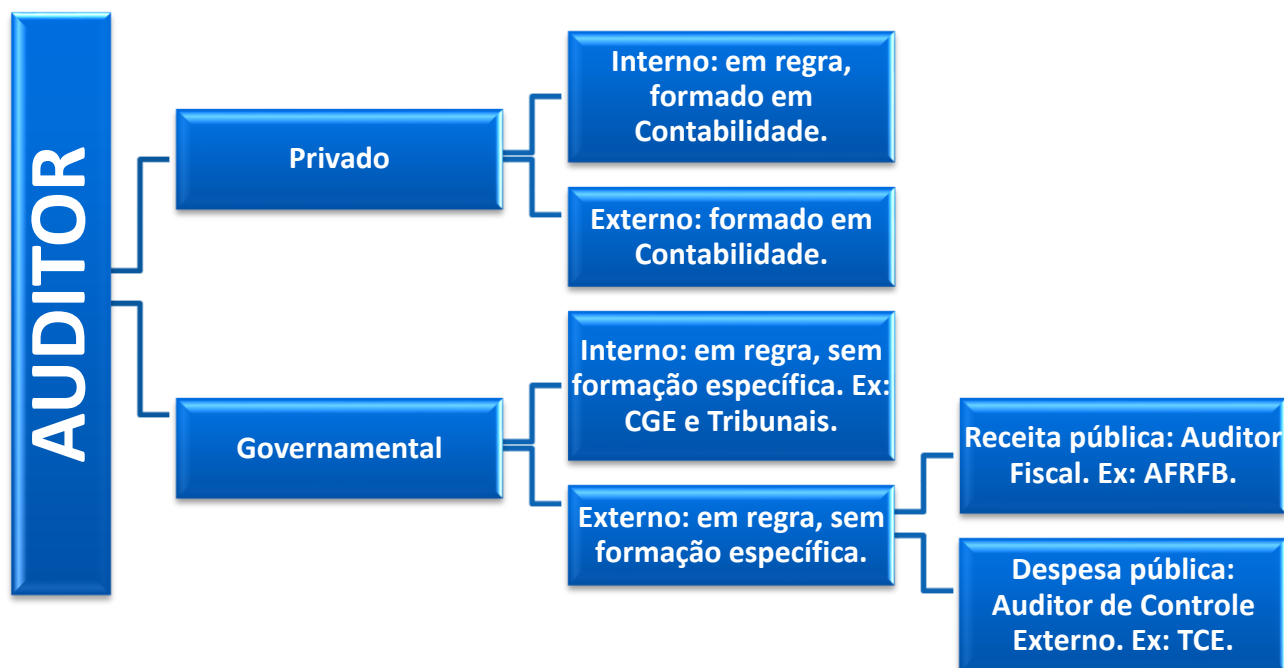 AUDITOR
Privado
Interno: em regra,
formado em
Contabilidade.
Externo: formado em
Contabilidade.
Governamental
Interno: em regra, sem
formação específica. Ex:
CGE e Tribunais.
Externo: em regra, sem
formação específica.
Receita pública: Auditor
Fiscal. Ex: AFRFB.
Despesa pública:
Auditor de Controle
Externo. Ex: TCE.